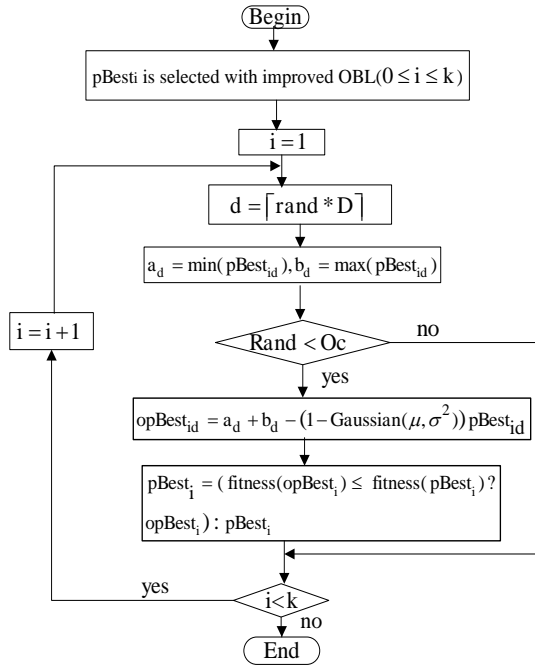 Begin
pBesti is selected with improved OBL(0 ≤ i ≤ k)
i = 1
d = ⌈rand * D⌉
a_d = min(pBest_id), b_d = max(pBest_id)
i = i+1
Rand < Oc
no
yes
opBest_id = a_d + b_d − (1− Gaussian(μ, σ²)) pBest_id
pBest_i = ( fitness(opBest_i) ≤ fitness(pBest_i) ?
opBest_i) : pBest_i
yes
i<k
no
End